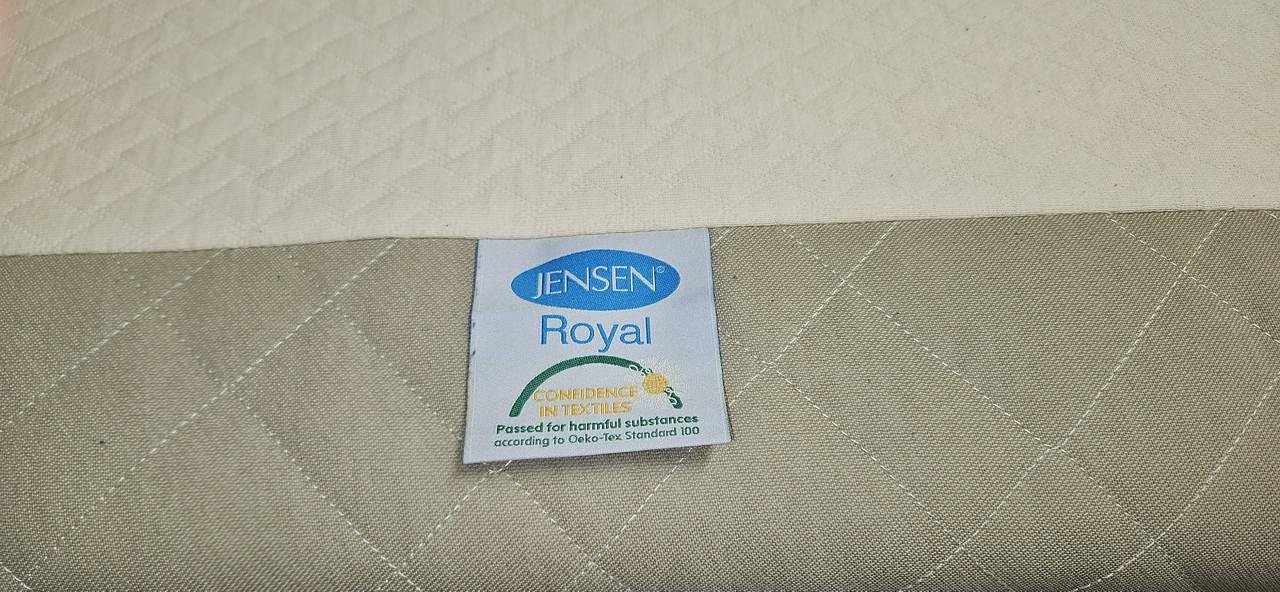 JENSEN®
Royal
CONFIDENCE
IN TEXTILES
Passed for harmful substances
according to Oeko-Tex Standard 100